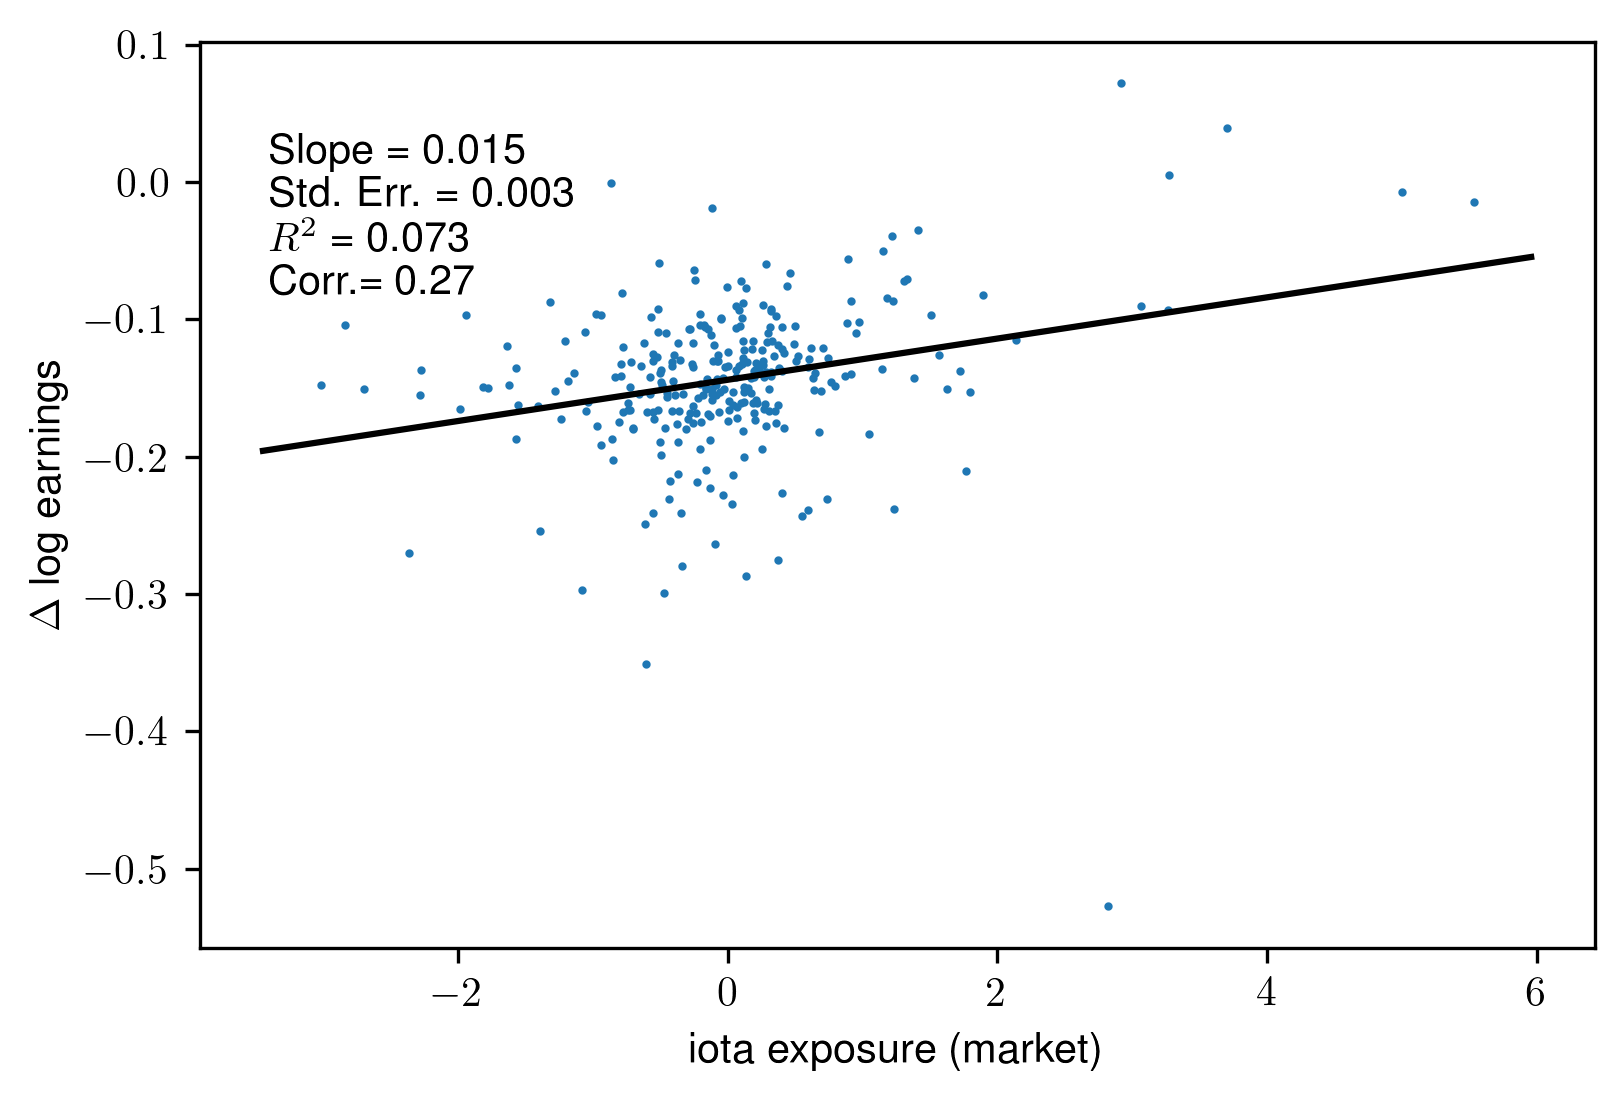 0.1
0.0
−0.1
−0.2
−0.3
−0.4
−0.5
Δ log earnings
Slope = 0.015
Std. Err. = 0.003
R² = 0.073
Corr.= 0.27
−2
0
2
4
6
iota exposure (market)